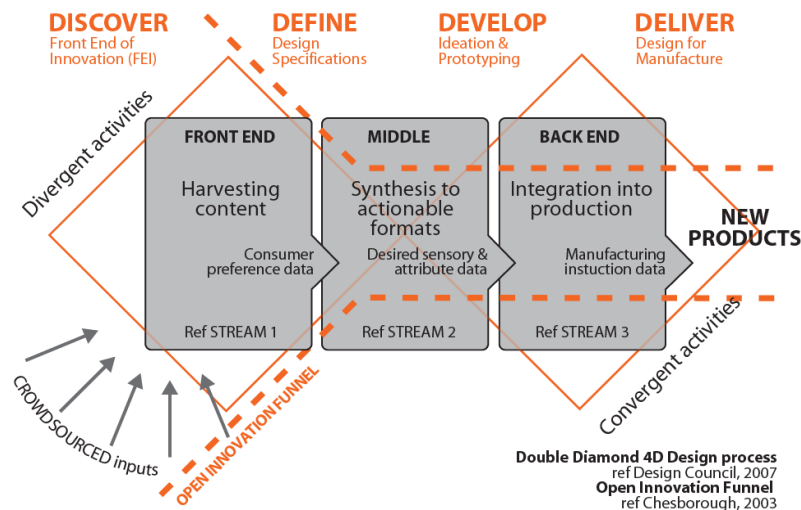 DISCOVER
Front End of
Innovation (FEI)
DEFINE
Design
Specifications
DEVELOP
Ideation &
Prototyping
DELIVER
Design for
Manufacture
Divergent activities
FRONT END
Harvesting
content
Consumer
preference data
Ref STREAM 1
MIDDLE
Synthesis to
actionable
formats
Desired sensory &
attribute data
Ref STREAM 2
BACK END
Integration into
production
Manufacturing
instuction data
Ref STREAM 3
NEW
PRODUCTS
CROWDSOURCED inputs
OPEN INNOVATION FUNNEL
Convergent activities
Double Diamond 4D Design process
ref Design Council, 2007
Open Innovation Funnel
ref Chesborough, 2003